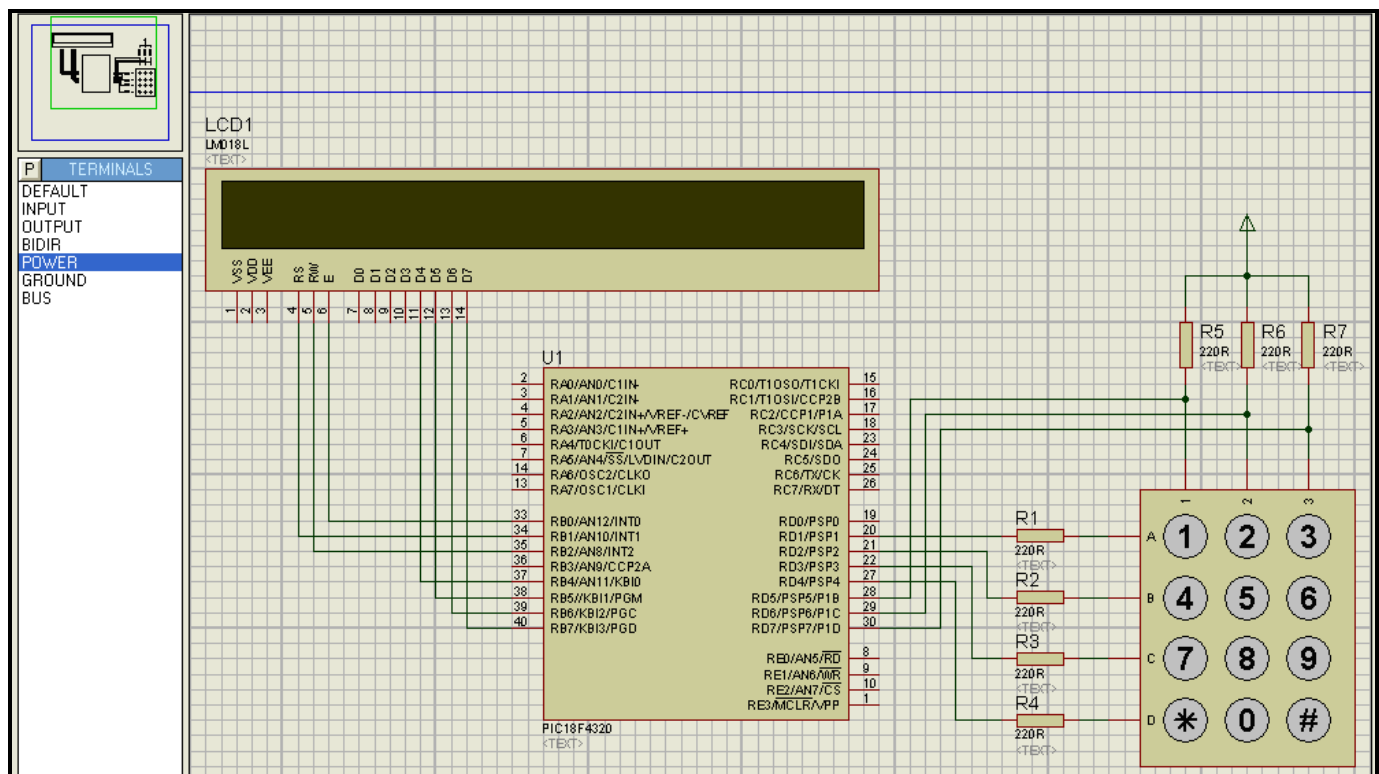 P TERMINALS
DEFAULT
INPUT
OUTPUT
BIDIR
POWER
GROUND
BUS
LCD1
LM018L
<TEXT>
VSS VDD VEE RS RW E D0 D1 D2 D3 D4 D5 D6 D7
1 2 3 4 5 6 7 8 9 10 11 12 13 14
U1
2 RA0/AN0/C1IN- RC0/T1OSO/T1CKI 15
3 RA1/AN1/C2IN- RC1/T1OSI/CCP2B 16
4 RA2/AN2/C2IN+/VREF-/CVREF RC2/CCP1/P1A 17
5 RA3/AN3/C1IN+/VREF+ RC3/SCK/SCL 18
6 RA4/T0CKI/C1OUT RC4/SDI/SDA 23
7 RA5/AN4/SS/LVDIN/C2OUT RC5/SDO 24
14 RA6/OSC2/CLKO RC6/TX/CK 25
13 RA7/OSC1/CLKI RC7/RX/DT 26
33 RB0/AN12/INT0 RD0/PSP0 19
34 RB1/AN10/INT1 RD1/PSP1 20
35 RB2/AN8/INT2 RD2/PSP2 21
36 RB3/AN9/CCP2A RD3/PSP3 22
37 RB4/AN11/KBI0 RD4/PSP4 27
38 RB5//KBI1/PGM RD5/PSP5/P1B 28
39 RB6/KBI2/PGC RD6/PSP6/P1C 29
40 RB7/KBI3/PGD RD7/PSP7/P1D 30
RE0/AN5/RD 8
RE1/AN6/WR 9
RE2/AN7/CS 10
RE3/MCLR/VPP 1
PIC18F4320
<TEXT>
R5 R6 R7
220R 220R 220R
<TEXT> <TEXT> <TEXT>
R1
220R
<TEXT>
R2
220R
<TEXT>
R3
220R
<TEXT>
R4
220R
<TEXT>
1 2 3
A 1 2 3
B 4 5 6
C 7 8 9
D * 0 #